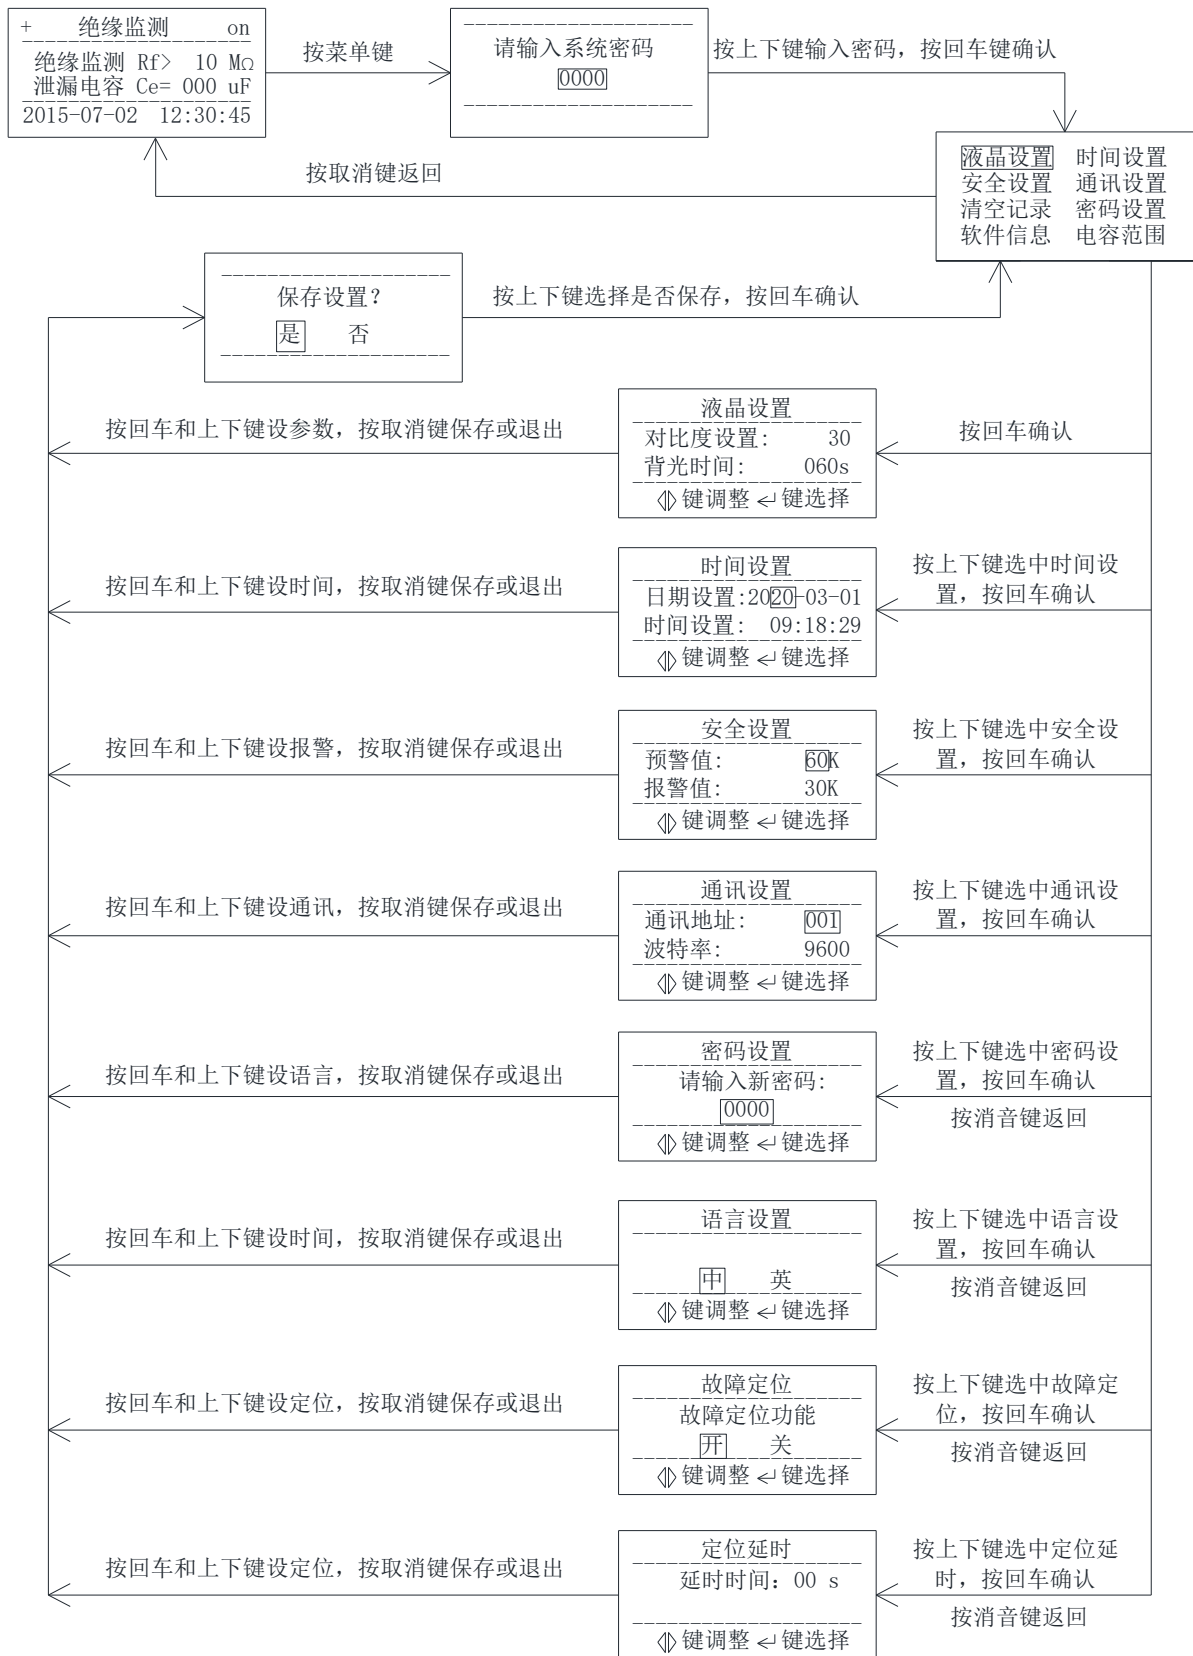 + 绝缘监测 on
绝缘监测 Rf> 10 MΩ
泄漏电容 Ce= 000 uF
2015-07-02 12:30:45
按菜单键
请输入系统密码
0000
按上下键输入密码，按回车键确认
液晶设置 时间设置
安全设置 通讯设置
清空记录 密码设置
软件信息 电容范围
按取消键返回
保存设置？
是 否
按上下键选择是否保存，按回车确认
按回车和上下键设参数，按取消键保存或退出
液晶设置
对比度设置： 30
背光时间： 060s
键调整 键选择
按回车确认
按回车和上下键设时间，按取消键保存或退出
时间设置
日期设置:2020-03-01
时间设置： 09:18:29
键调整 键选择
按上下键选中时间设
置，按回车确认
按回车和上下键设报警，按取消键保存或退出
安全设置
预警值: 60K
报警值: 30K
键调整 键选择
按上下键选中安全设
置，按回车确认
按回车和上下键设通讯，按取消键保存或退出
通讯设置
通讯地址: 001
波特率: 9600
键调整 键选择
按上下键选中通讯设
置，按回车确认
按回车和上下键设语言，按取消键保存或退出
密码设置
请输入新密码:
0000
键调整 键选择
按上下键选中密码设
置，按回车确认
按消音键返回
按回车和上下键设时间，按取消键保存或退出
语言设置
中 英
键调整 键选择
按上下键选中语言设
置，按回车确认
按消音键返回
按回车和上下键设定位，按取消键保存或退出
故障定位
故障定位功能
开 关
键调整 键选择
按上下键选中故障定
位，按回车确认
按消音键返回
按回车和上下键设定位，按取消键保存或退出
定位延时
延时时间：00 s
键调整 键选择
按上下键选中定位延
时，按回车确认
按消音键返回